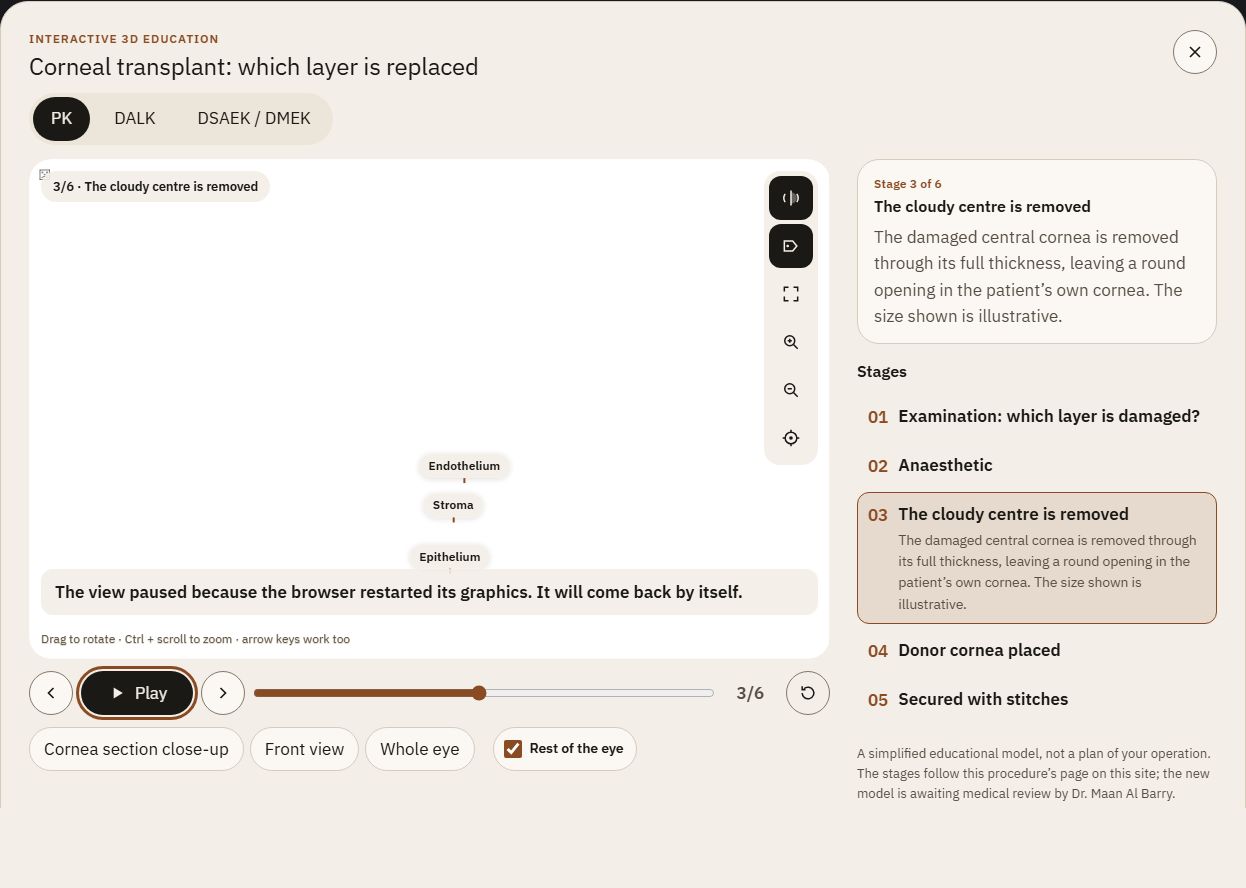 INTERACTIVE 3D EDUCATION
Corneal transplant: which layer is replaced
PK
DALK
DSAEK / DMEK
3/6 · The cloudy centre is removed
Endothelium
Stroma
Epithelium
The view paused because the browser restarted its graphics. It will come back by itself.
Drag to rotate · Ctrl + scroll to zoom · arrow keys work too
Play
3/6
Cornea section close-up
Front view
Whole eye
Rest of the eye
Stage 3 of 6
The cloudy centre is removed
The damaged central cornea is removed
through its full thickness, leaving a round
opening in the patient’s own cornea. The
size shown is illustrative.
Stages
01 Examination: which layer is damaged?
02 Anaesthetic
03 The cloudy centre is removed
The damaged central cornea is removed through
its full thickness, leaving a round opening in the
patient’s own cornea. The size shown is
illustrative.
04 Donor cornea placed
05 Secured with stitches
A simplified educational model, not a plan of your operation.
The stages follow this procedure’s page on this site; the new
model is awaiting medical review by Dr. Maan Al Barry.